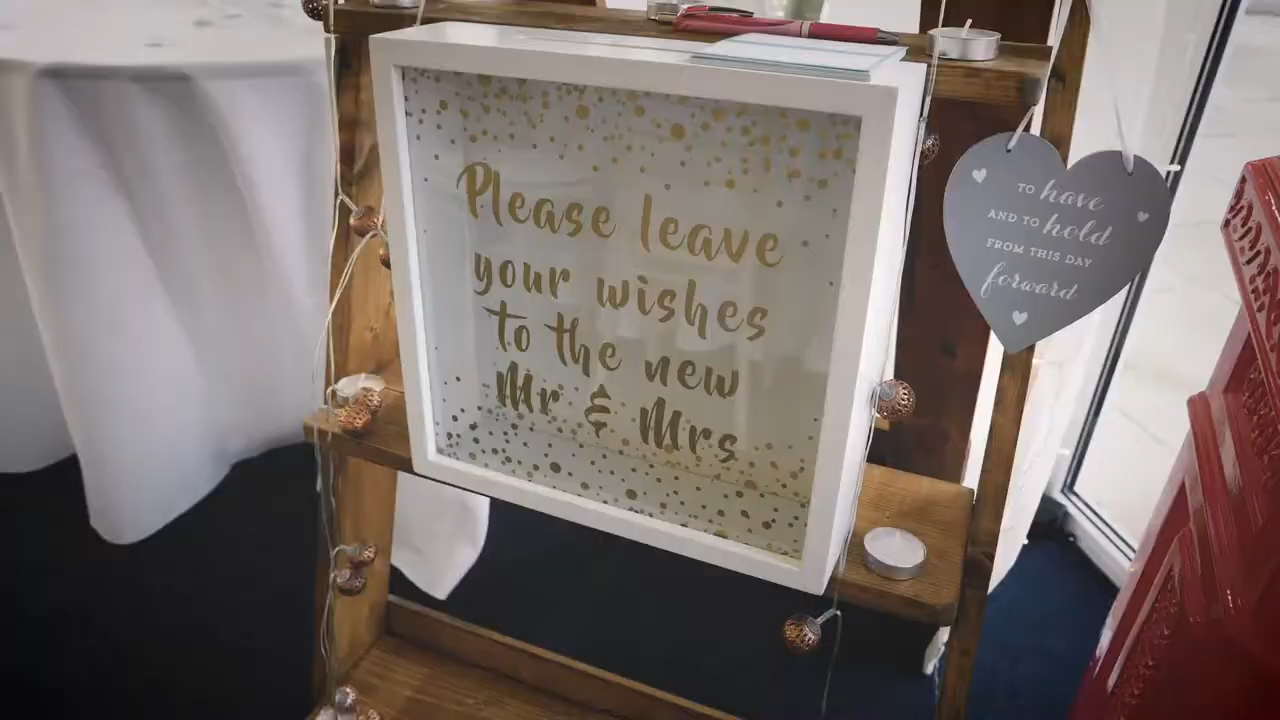 Please leave
your wishes
to the new
Mr & Mrs
TO have
AND TO hold
FROM THIS DAY
forward